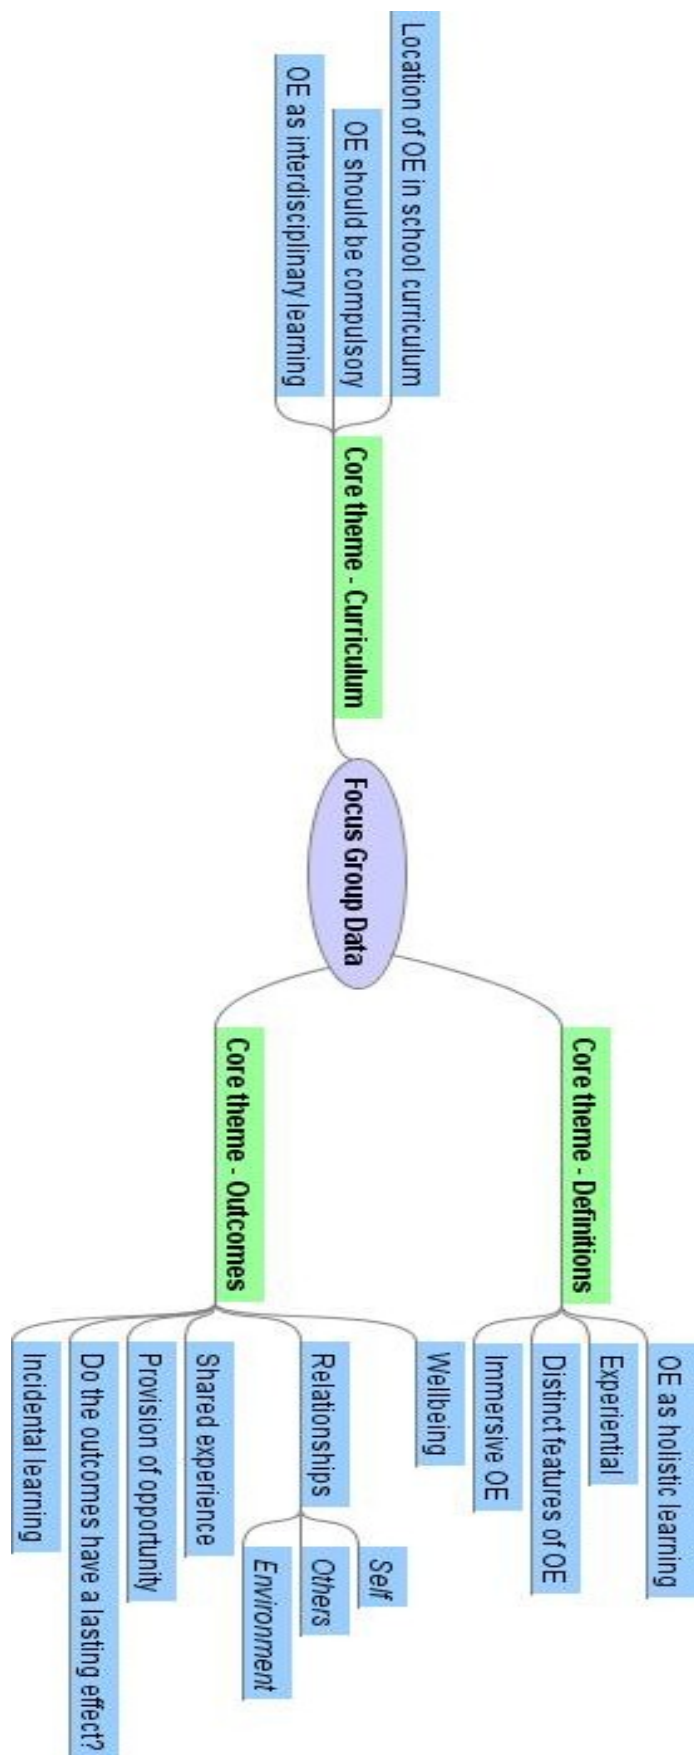 Location of OE in school curriculum
OE should be compulsory
OE as interdisciplinary learning
Core theme - Curriculum
Focus Group Data
Core theme - Definitions
OE as holistic learning
Experiential
Distinct features of OE
Immersive OE
Core theme - Outcomes
Wellbeing
Relationships
Self
Others
Environment
Shared experience
Provision of opportunity
Do the outcomes have a lasting effect?
Incidental learning